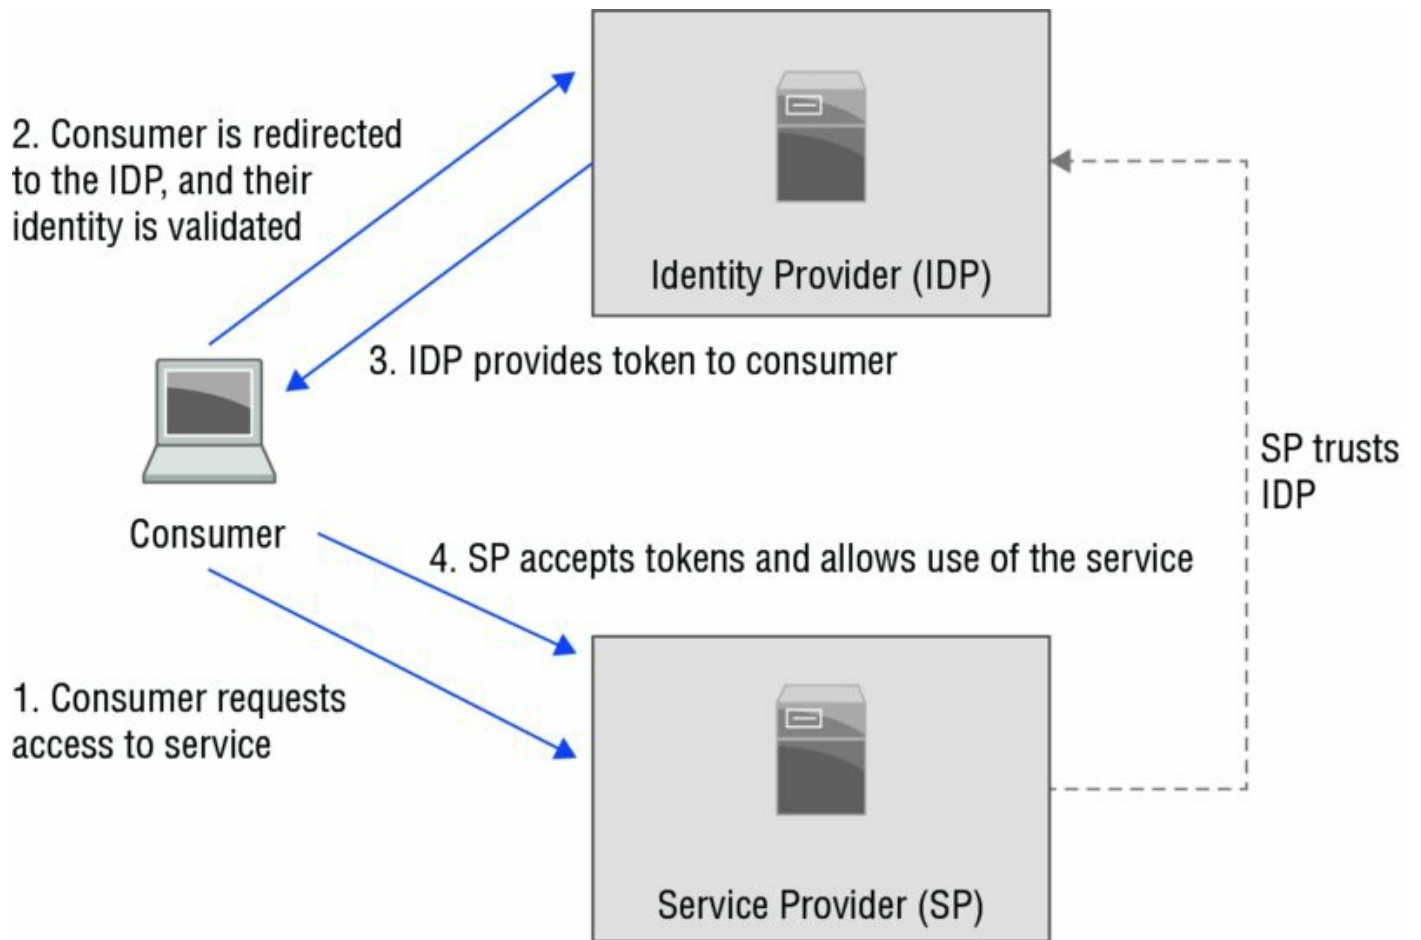 2. Consumer is redirected
to the IDP, and their
identity is validated
Identity Provider (IDP)
3. IDP provides token to consumer
SP trusts
IDP
Consumer
4. SP accepts tokens and allows use of the service
1. Consumer requests
access to service
Service Provider (SP)